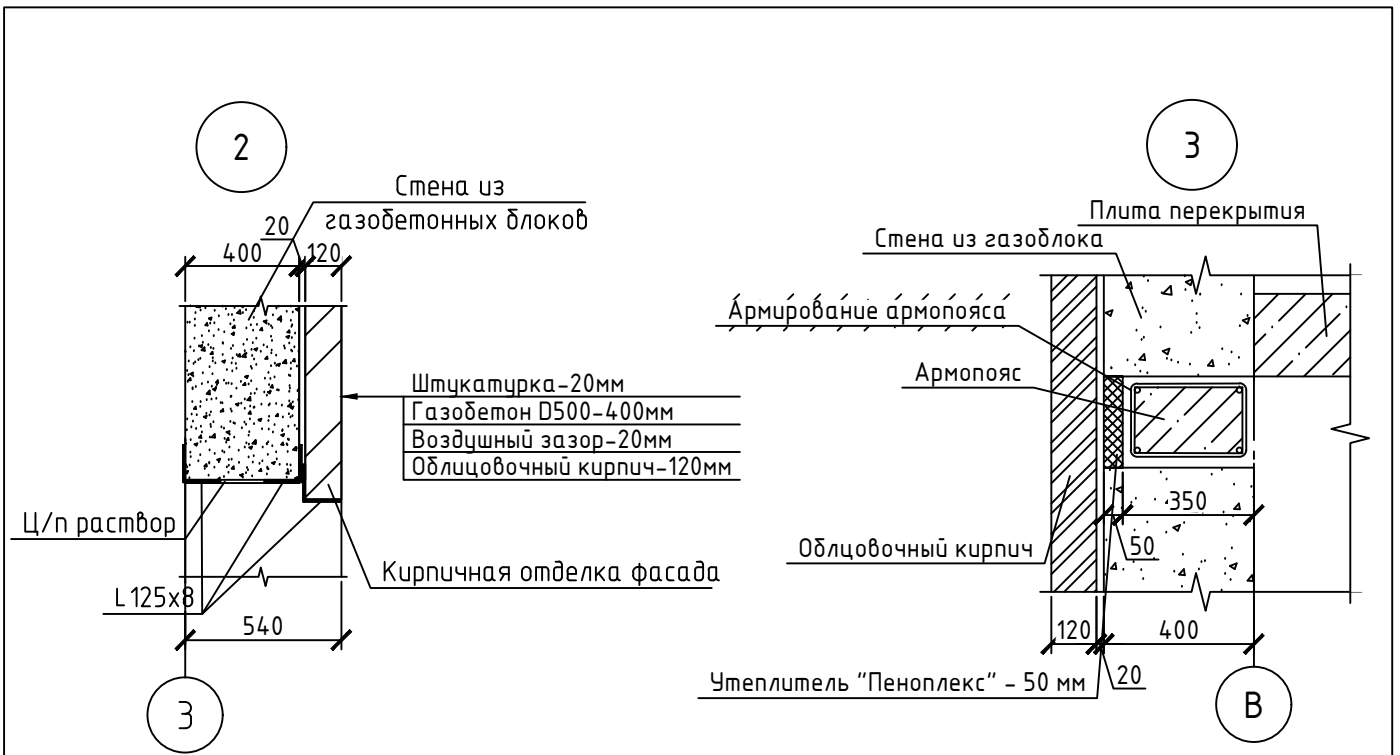 2
Стена из
газобетонных блоков
20
400
120
Штукатурка-20мм
Газобетон D500-400мм
Воздушный зазор-20мм
Облицовочный кирпич-120мм
Ц/п раствор
Кирпичная отделка фасада
L 125x8
540
3
3
Плита перекрытия
Стена из газоблока
Армирование армопояса
Армопояс
350
50
Облцовочный кирпич
120
400
20
Утеплитель "Пеноплекс" - 50 мм
В